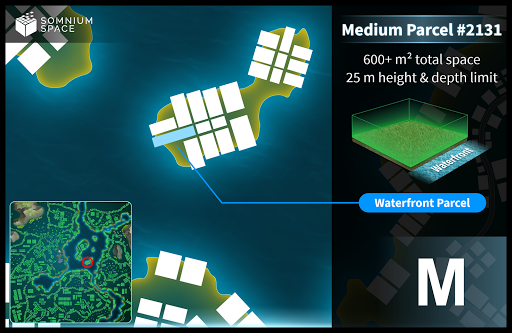 SOMNIUM
SPACE
Medium Parcel #2131
600+ m² total space
25 m height & depth limit
Waterfront
Waterfront Parcel
M